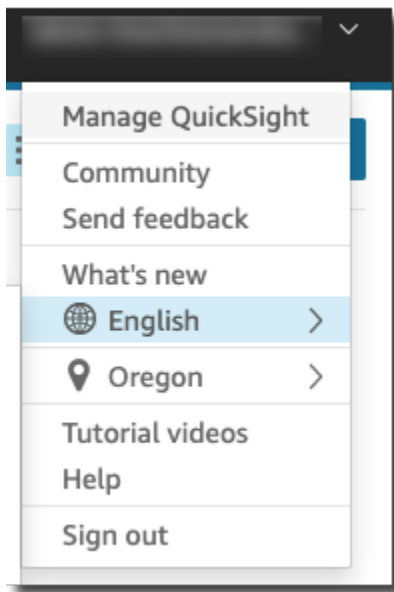 Manage QuickSight
Community
Send feedback
What's new
English
Oregon
Tutorial videos
Help
Sign out